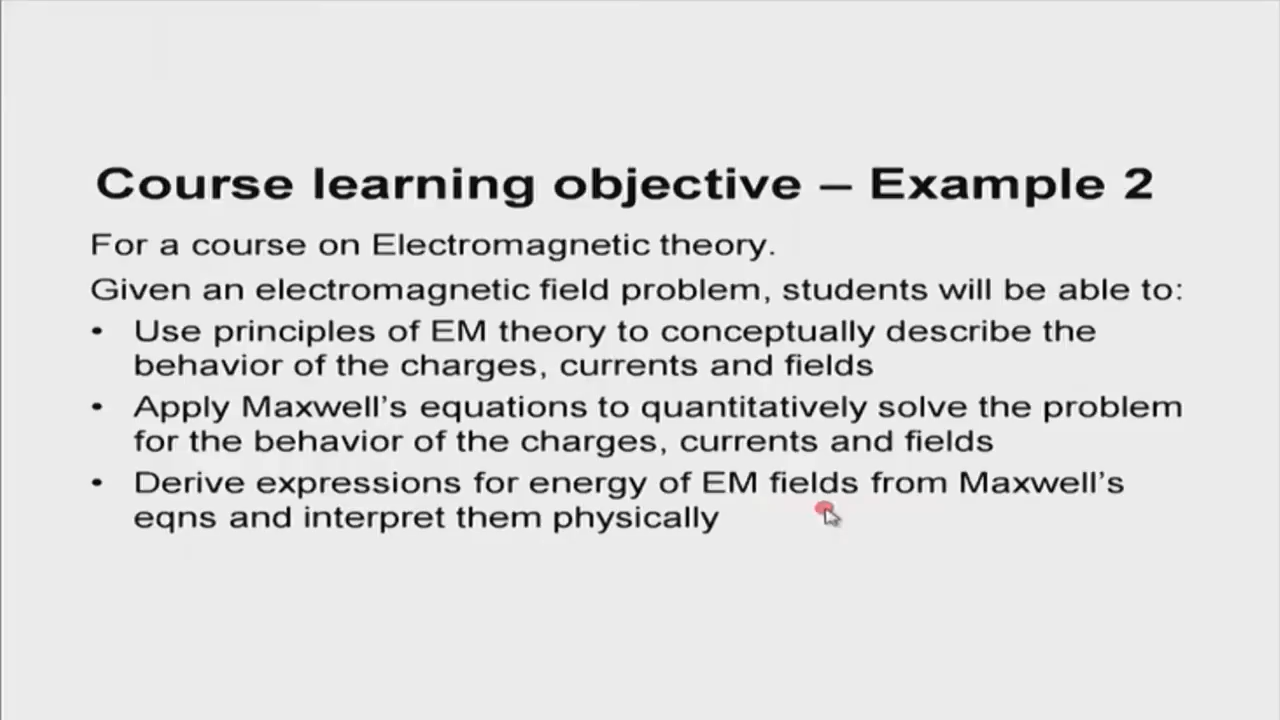 Course learning objective – Example 2
For a course on Electromagnetic theory.
Given an electromagnetic field problem, students will be able to:
• Use principles of EM theory to conceptually describe the
behavior of the charges, currents and fields
• Apply Maxwell's equations to quantitatively solve the problem
for the behavior of the charges, currents and fields
• Derive expressions for energy of EM fields from Maxwell's
eqns and interpret them physically